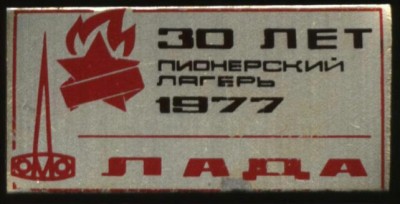 30 ЛЕТ
ПИОНЕРСКИЙ
ЛАГЕРЬ
1977
ОМО
ЛАДА